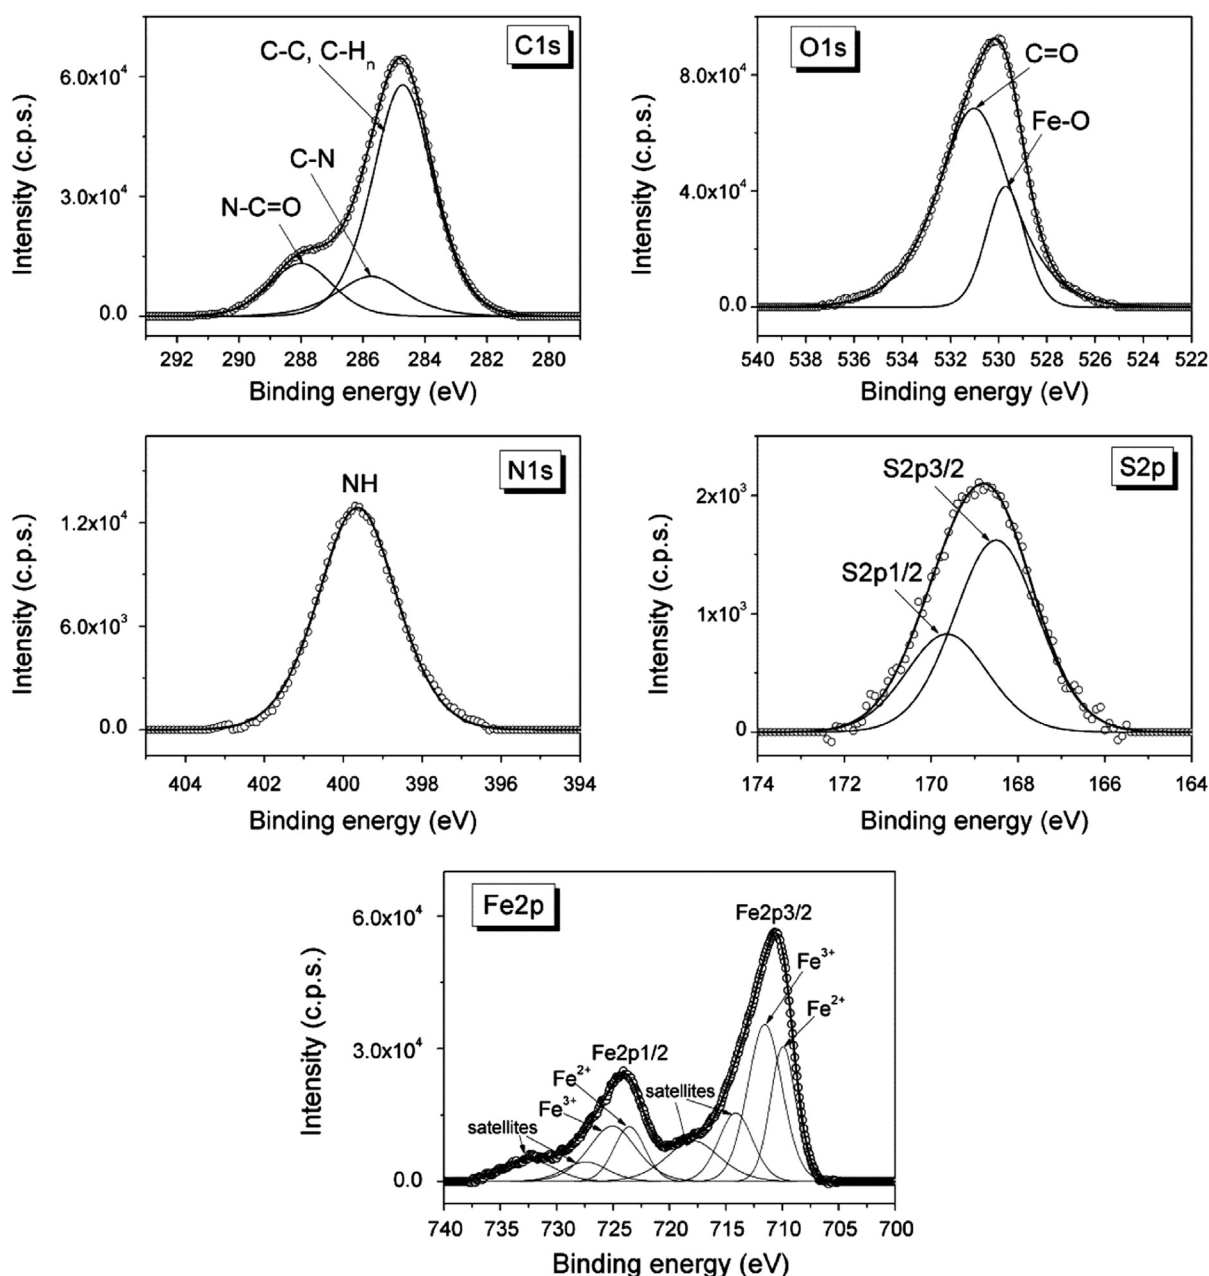 C1s
C-C, C-Hn
C-N
N-C=O
6.0x10⁴
3.0x10⁴
0.0
Intensity (c.p.s.)
292 290 288 286 284 282 280
Binding energy (eV)
O1s
C=O
Fe-O
8.0x10⁴
4.0x10⁴
0.0
Intensity (c.p.s.)
540 538 536 534 532 530 528 526 524 522
Binding energy (eV)
N1s
NH
1.2x10⁴
6.0x10³
0.0
Intensity (c.p.s.)
404 402 400 398 396 394
Binding energy (eV)
S2p
S2p3/2
S2p1/2
2x10³
1x10³
0
Intensity (c.p.s.)
174 172 170 168 166 164
Binding energy (eV)
Fe2p
Fe2p3/2
Fe³⁺
Fe²⁺
Fe2p1/2
Fe²⁺
Fe³⁺
satellites
satellites
6.0x10⁴
3.0x10⁴
0.0
Intensity (c.p.s.)
740 735 730 725 720 715 710 705 700
Binding energy (eV)